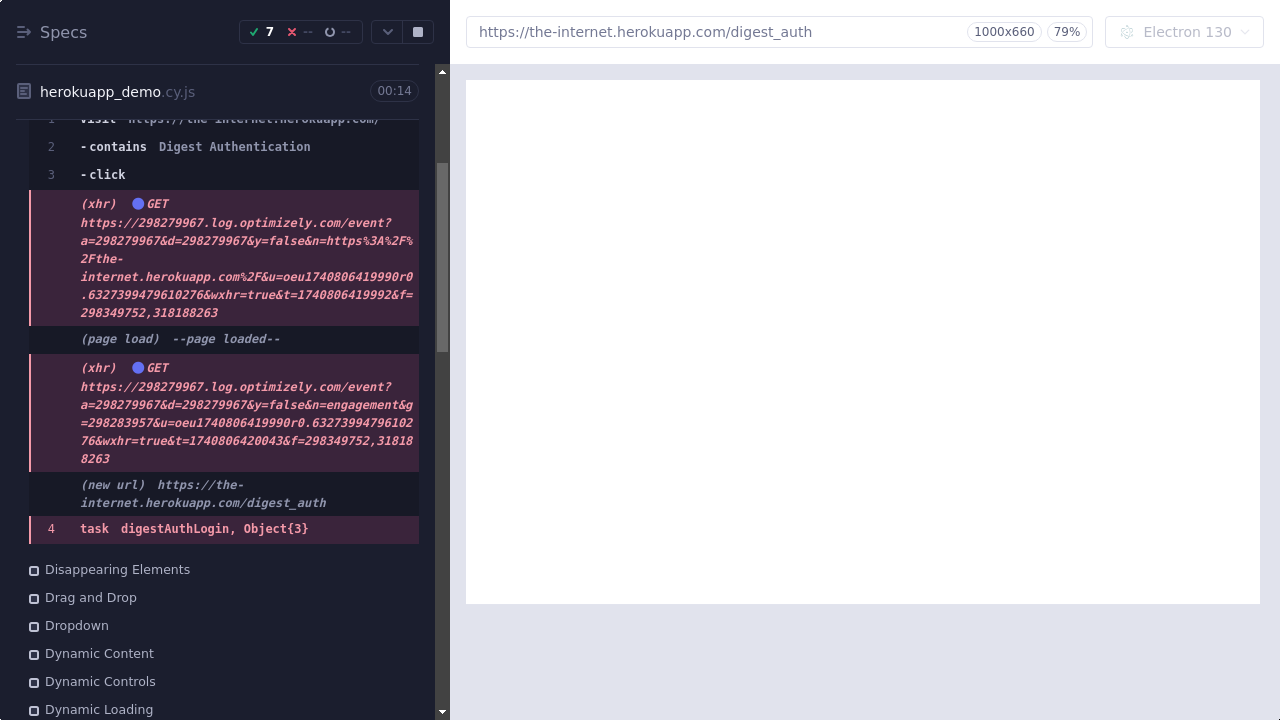 Specs
7 -- --
https://the-internet.herokuapp.com/digest_auth
1000x660
79%
Electron 130
herokuapp_demo.cy.js
00:14
1 visit https://the-internet.herokuapp.com/
2 -contains Digest Authentication
3 -click
(xhr) GET
https://298279967.log.optimizely.com/event?
a=298279967&d=298279967&y=false&n=https%3A%2F%
2Fthe-
internet.herokuapp.com%2F&u=oeu1740806419990r0
.6327399479610276&wxhr=true&t=1740806419992&f=
298349752,318188263
(page load) --page loaded--
(xhr) GET
https://298279967.log.optimizely.com/event?
a=298279967&d=298279967&y=false&n=engagement&g
=298283957&u=oeu1740806419990r0.63273994796102
76&wxhr=true&t=1740806420043&f=298349752,31818
8263
(new url) https://the-
internet.herokuapp.com/digest_auth
4 task digestAuthLogin, Object{3}
Disappearing Elements
Drag and Drop
Dropdown
Dynamic Content
Dynamic Controls
Dynamic Loading